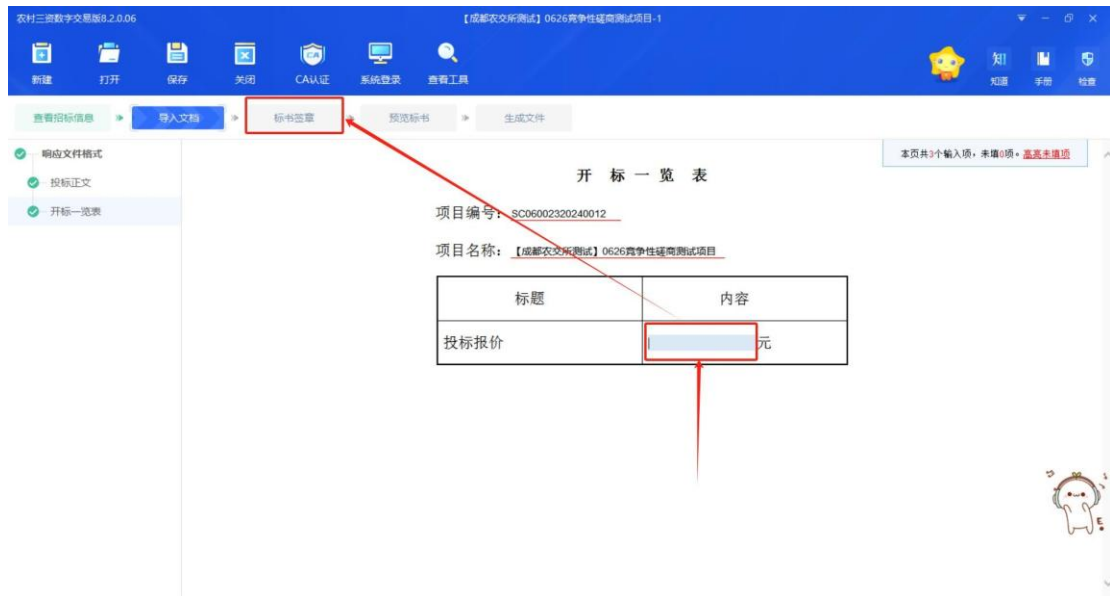 农村三资数字交易版8.2.0.06
【成都农交所测试】0626竞争性磋商测试项目-1
新建 打开 保存 关闭 CA认证 系统登录 查看工具
知道 手册 检查
查看招标信息 导入文档 标书签章 预览标书 生成文件
响应文件格式
投标正文
开标一览表
本页共3个输入项，未填0项。高亮未填项
开 标 一 览 表
项目编号：SC06002320240012
项目名称：【成都农交所测试】0626竞争性磋商测试项目
标题 内容
投标报价 元